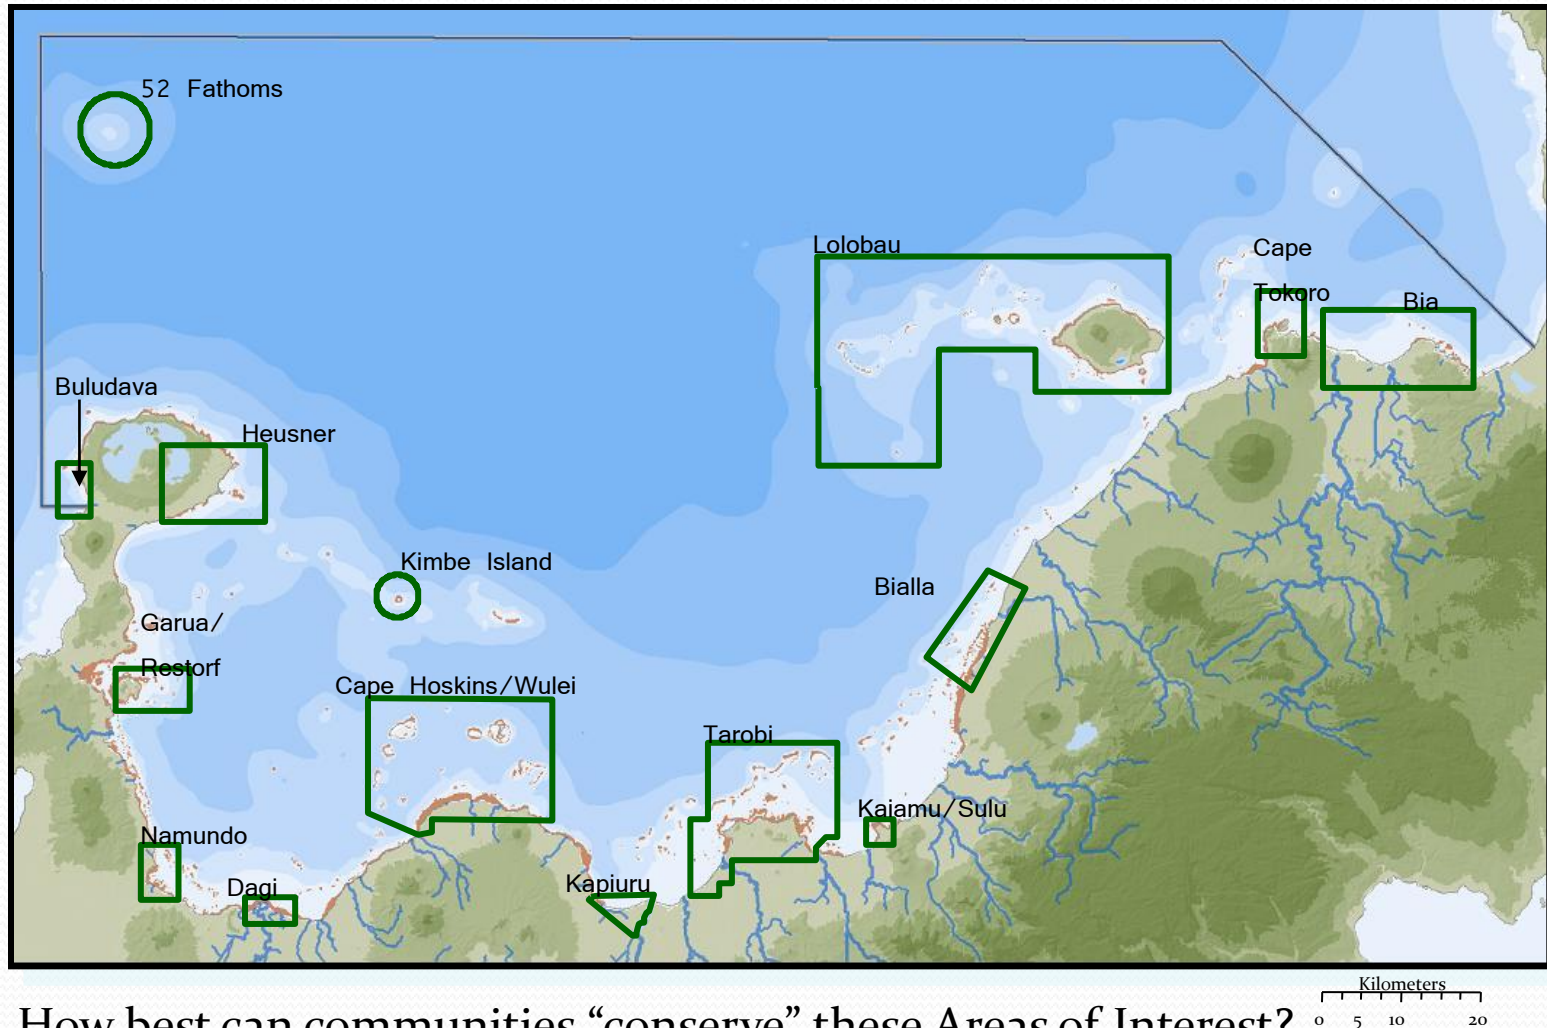 52 Fathoms
Lolobau
Cape
Tokoro
Bia
Buludava
Heusner
Kimbe Island
Bialla
Garua/
Restorf
Cape Hoskins/Wulei
Tarobi
Kaiamu/Sulu
Namundo
Dagi
Kapiuru
Kilometers
0 5 10 20
How best can communities “conserve” these Areas of Interest?